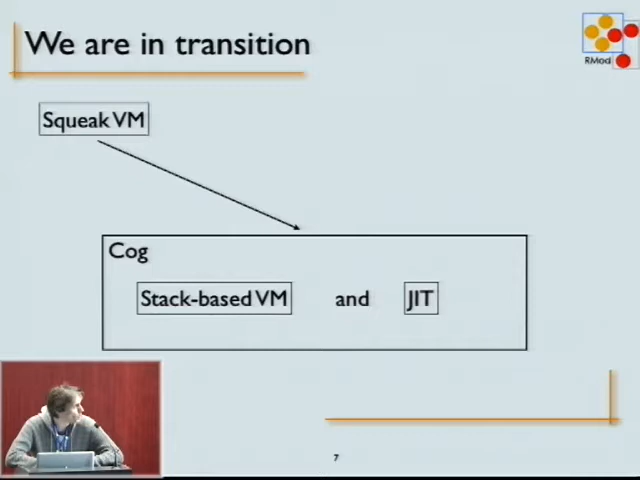 We are in transition
RMod
Squeak VM
Cog
Stack-based VM and JIT
7